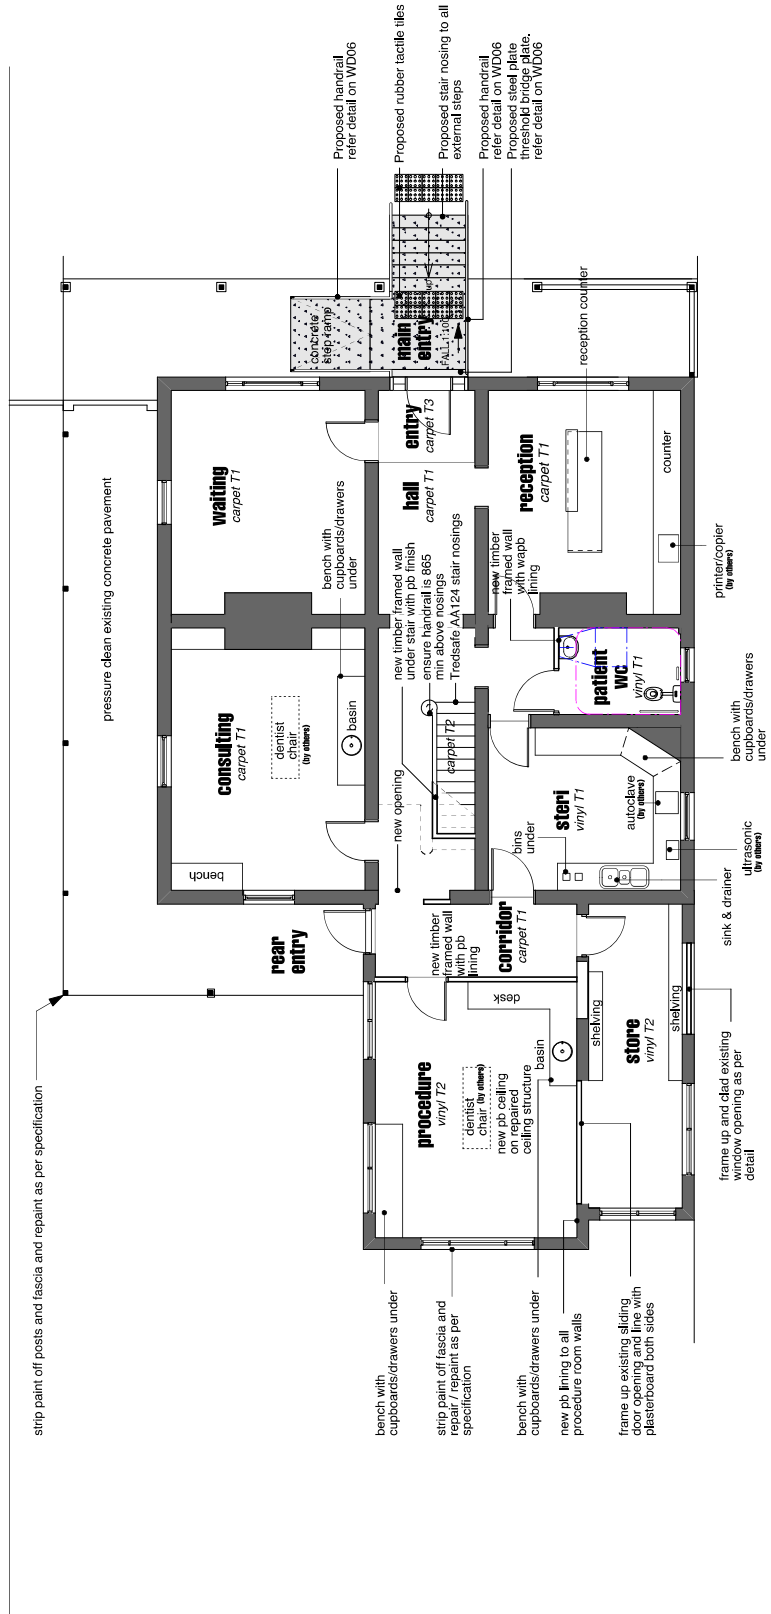 strip paint off posts and fascia and repaint as per specification
pressure clean existing concrete pavement
Proposed handrail
refer detail on WD06
Proposed rubber tactile tiles
Proposed stair nosing to all
external steps
Proposed handrail
refer detail on WD06
Proposed steel plate
threshold bridge plate.
refer detail on WD06
concrete
step ramp
main
entry
FALL 1:100
up
waiting
carpet T1
bench with
cupboards/drawers
under
entry
carpet T3
hall
carpet T1
reception
carpet T1
reception counter
counter
printer/copier
(by others)
consulting
carpet T1
dentist
chair
(by others)
basin
bench
new timber framed wall
under stair with pb finish
ensure handrail is 865
min above nosings
Tredsafe AA124 stair nosings
carpet T2
new opening
new timber
framed wall
with wapb
lining
patient
wc
vinyl T1
bench with
cupboards/drawers
under
steri
vinyl T1
bins
under
autoclave
(by others)
ultrasonic
(by others)
sink & drainer
rear
entry
new timber
framed wall
with pb
lining
corridor
carpet T1
desk
basin
procedure
vinyl T2
dentist
chair (by others)
new pb ceiling
on repaired
ceiling structure
shelving
shelving
store
vinyl T2
frame up and clad existing
window opening as per
detail
bench with
cupboards/drawers under
strip paint off fascia and
repair / repaint as per
specification
bench with
cupboards/drawers under
new pb lining to all
procedure room walls
frame up existing sliding
door opening and line with
plasterboard both sides